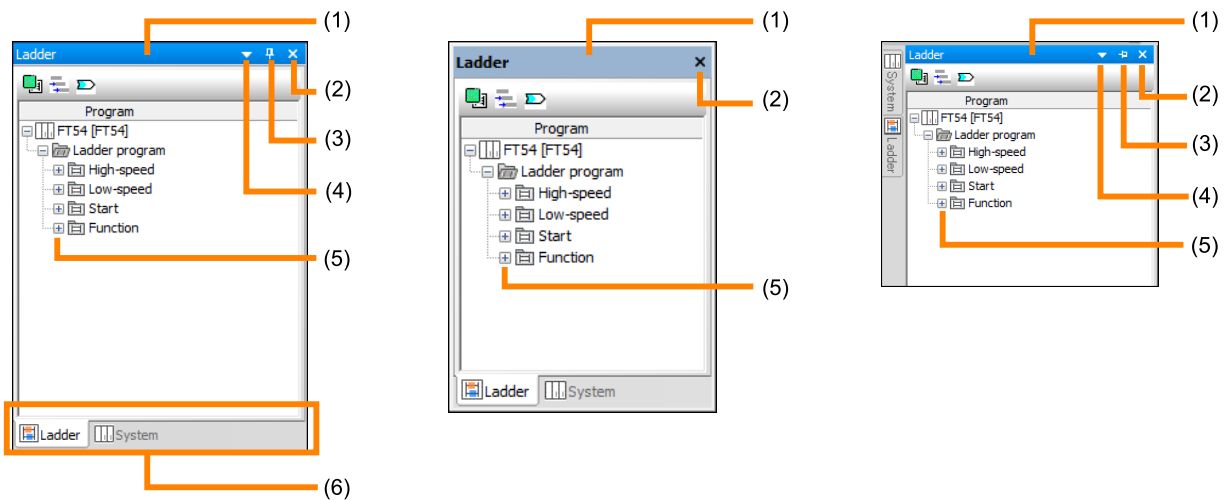 (1)
Ladder
(2)
(3)
(4)
Program
FT54 [FT54]
Ladder program
High-speed
Low-speed
Start
Function
(5)
Ladder System
(6)
(1)
Ladder
(2)
Program
FT54 [FT54]
Ladder program
High-speed
Low-speed
Start
Function
(5)
Ladder System
(1)
System
Ladder
Ladder
(2)
(3)
(4)
Program
FT54 [FT54]
Ladder program
High-speed
Low-speed
Start
Function
(5)